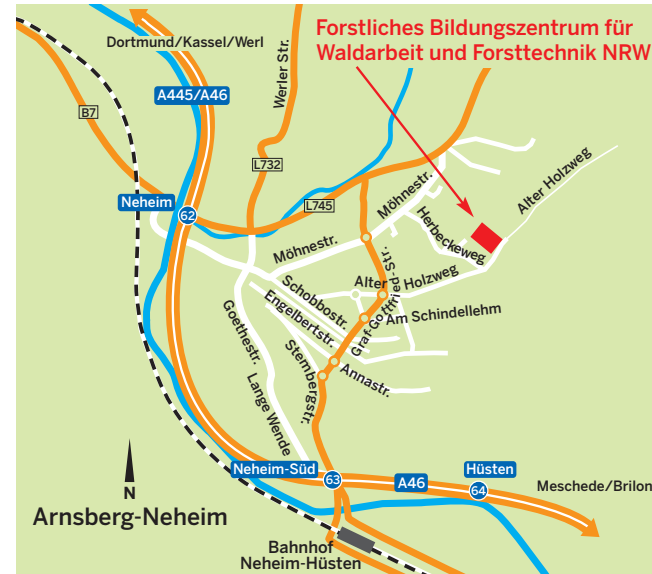 Forstliches Bildungszentrum für
Waldarbeit und Forsttechnik NRW
Dortmund/Kassel/Werl
Werler Str.
A445/A46
B7
L732
L745
Neheim
62
Möhnestr.
Möhnestr.
Herbeckeweg
Alter Holzweg
Alter Holzweg
Schobbostr.
Engelbertstr.
Graf-Gottfried-Str.
Am Schindellehm
Goethestr.
Stembergstr.
Annastr.
Lange Wende
Neheim-Süd
63
A46
Hüsten
64
Meschede/Brilon
N
Arnsberg-Neheim
Bahnhof
Neheim-Hüsten